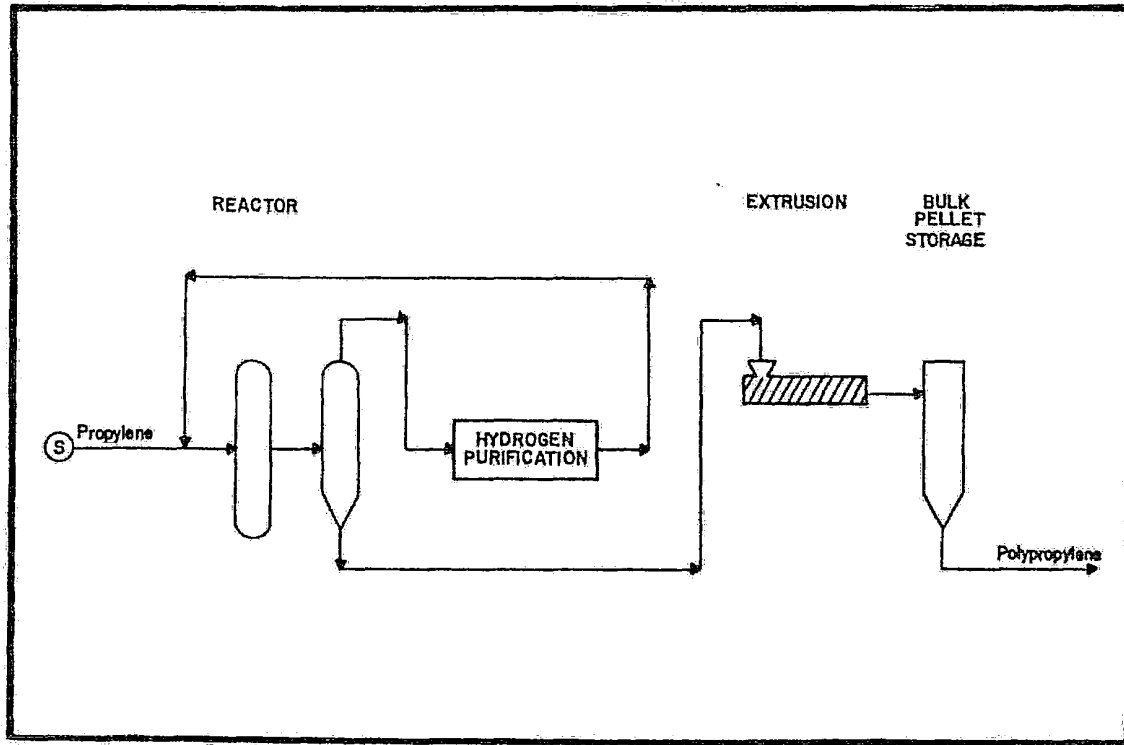 REACTOR
EXTRUSION
BULK
PELLET
STORAGE
S
Propylene
HYDROGEN
PURIFICATION
Polypropylene